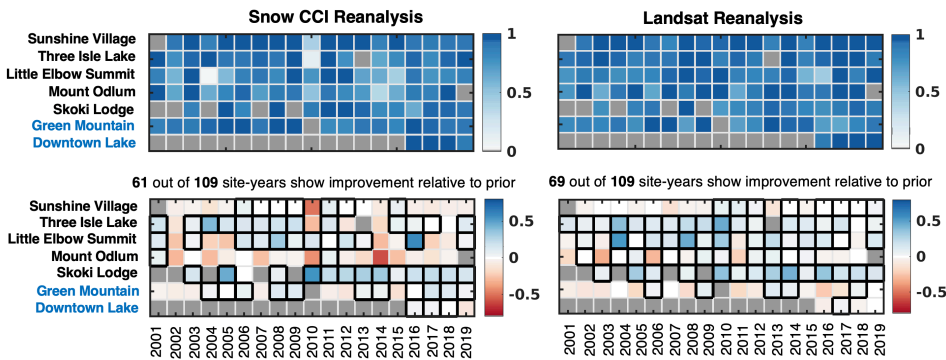 Snow CCI Reanalysis
Landsat Reanalysis
Sunshine Village
Three Isle Lake
Little Elbow Summit
Mount Odlum
Skoki Lodge
Green Mountain
Downtown Lake
1
0.5
0
1
0.5
0
61 out of 109 site-years show improvement relative to prior
69 out of 109 site-years show improvement relative to prior
Sunshine Village
Three Isle Lake
Little Elbow Summit
Mount Odlum
Skoki Lodge
Green Mountain
Downtown Lake
0.5
0
-0.5
0.5
0
-0.5
2001 2002 2003 2004 2005 2006 2007 2008 2009 2010 2011 2012 2013 2014 2015 2016 2017 2018 2019
2001 2002 2003 2004 2005 2006 2007 2008 2009 2010 2011 2012 2013 2014 2015 2016 2017 2018 2019